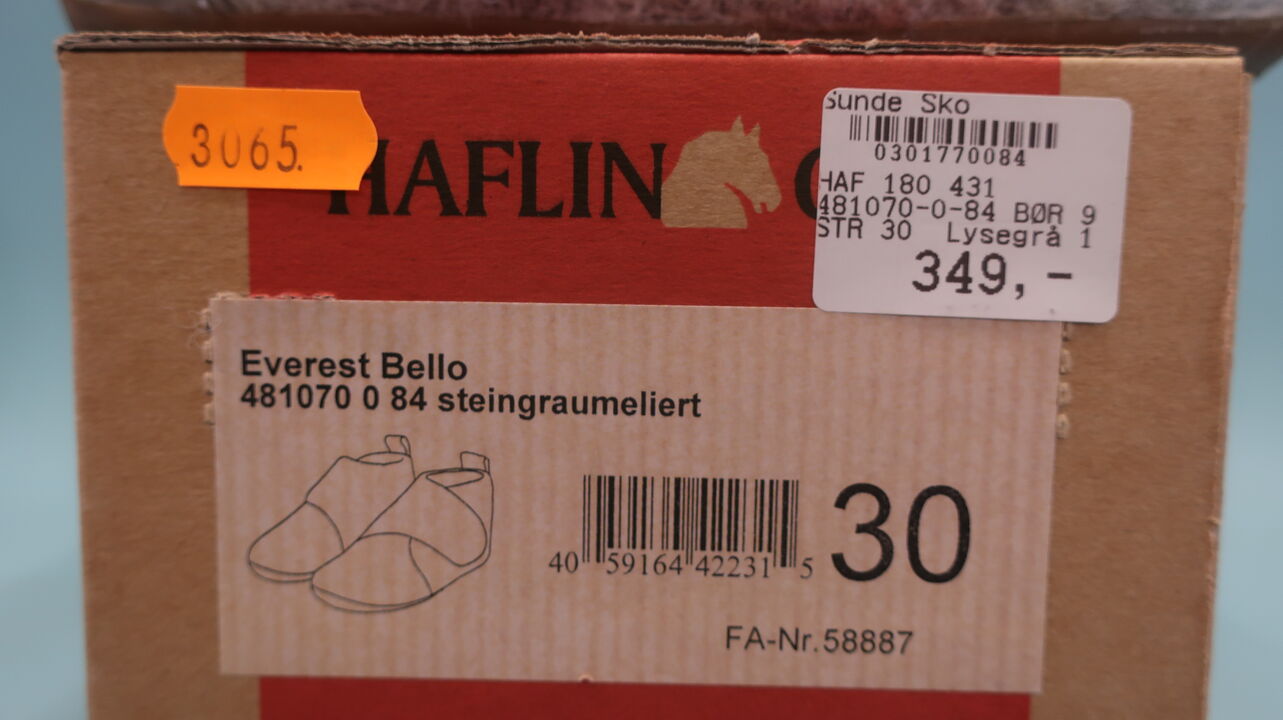 3065.
HAFLIN
Sunde Sko
0301770084
HAF 180 431
481070-0-84 BØR 9
STR 30 Lysegrå 1
349,-
Everest Bello
481070 0 84 steingraumeliert
40 59164 42231 5
30
FA-Nr.58887